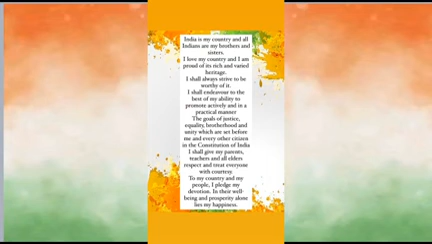 India is my country and all
Indians are my brothers and
sisters.
I love my country and I am
proud of its rich and varied
heritage.
I shall always strive to be
worthy of it.
I shall endeavour to the
best of my ability to
promote actively and in a
practical manner
The goals of justice,
equality, brotherhood and
unity which are set before
me and every other citizen
in the Constitution of India
I shall give my parents,
teachers and all elders
respect and treat everyone
with courtesy.
To my country and my
people, I pledge my
devotion. In their well-
being and prosperity alone
lies my happiness.